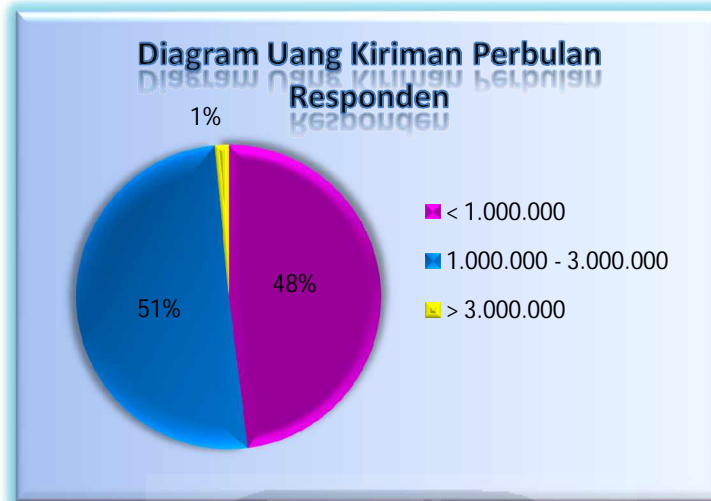 Diagram Uang Kiriman Perbulan
Responden
1%
48%
51%
< 1.000.000
1.000.000 - 3.000.000
> 3.000.000